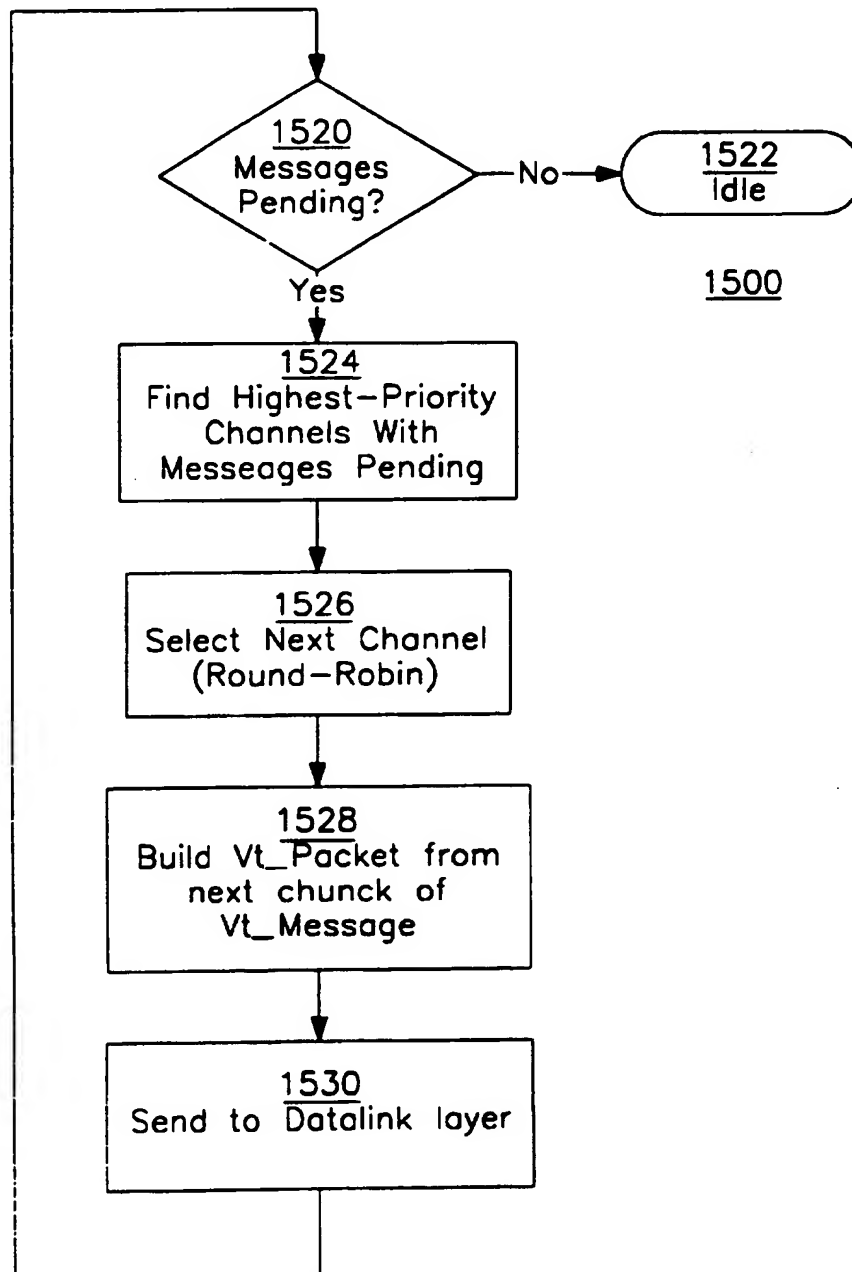 1520
Messages
Pending?
No
1522
Idle
1500
Yes
1524
Find Highest-Priority
Channels With
Messeages Pending
1526
Select Next Channel
(Round-Robin)
1528
Build Vt_Packet from
next chunck of
Vt_Message
1530
Send to Datalink layer